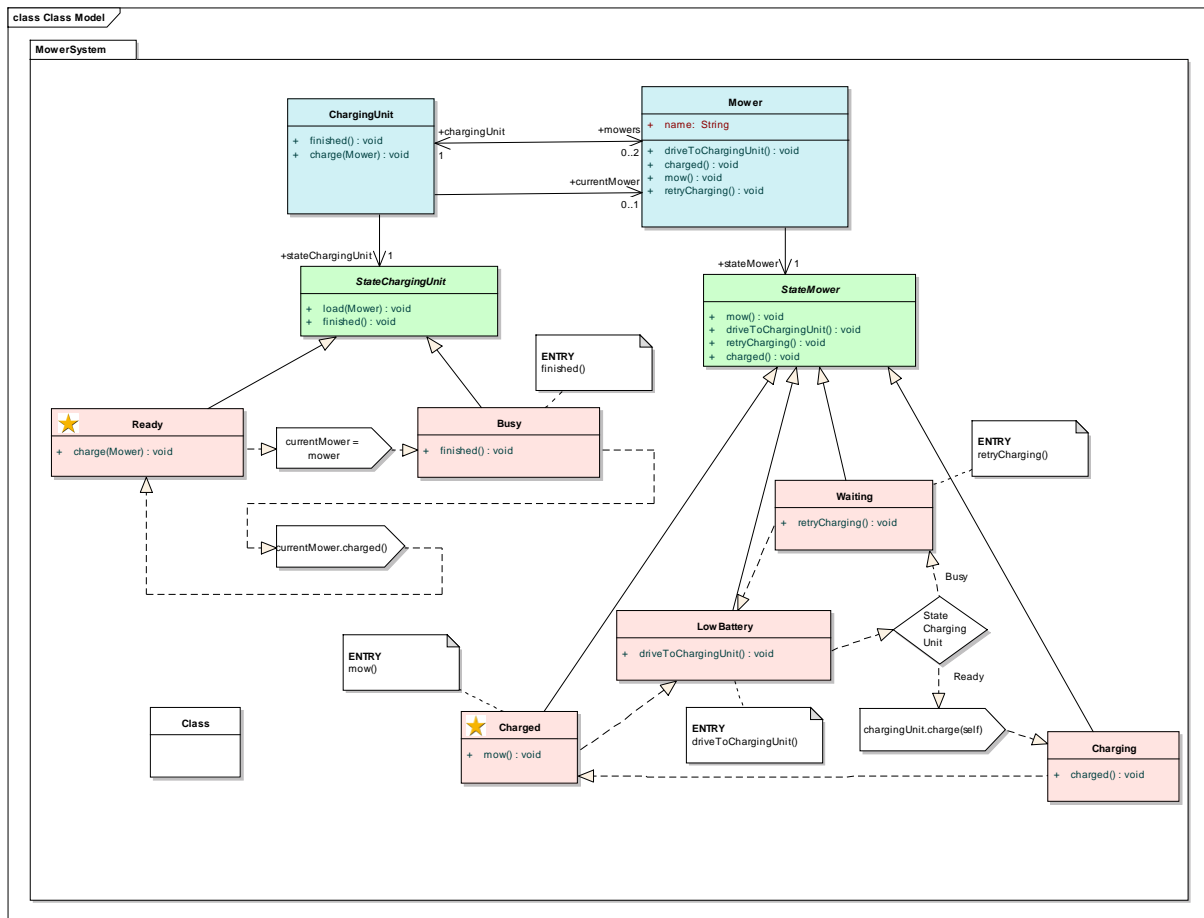 class Class Model
MowerSystem
ChargingUnit
+ finished() : void
+ charge(Mower) : void
+chargingUnit
1
+mowers
0..2
+currentMower
0..1
Mower
+ name: String
+ driveToChargingUnit() : void
+ charged() : void
+ mow() : void
+ retryCharging() : void
+stateChargingUnit
1
+stateMower
1
StateChargingUnit
+ load(Mower) : void
+ finished() : void
StateMower
+ mow() : void
+ driveToChargingUnit() : void
+ retryCharging() : void
+ charged() : void
ENTRY
finished()
Ready
+ charge(Mower) : void
currentMower =
mower
Busy
+ finished() : void
ENTRY
retryCharging()
Waiting
+ retryCharging() : void
currentMower.charged()
Busy
State
Charging
Unit
Ready
LowBattery
+ driveToChargingUnit() : void
ENTRY
mow()
Class
Charged
+ mow() : void
ENTRY
driveToChargingUnit()
chargingUnit.charge(self)
Charging
+ charged() : void